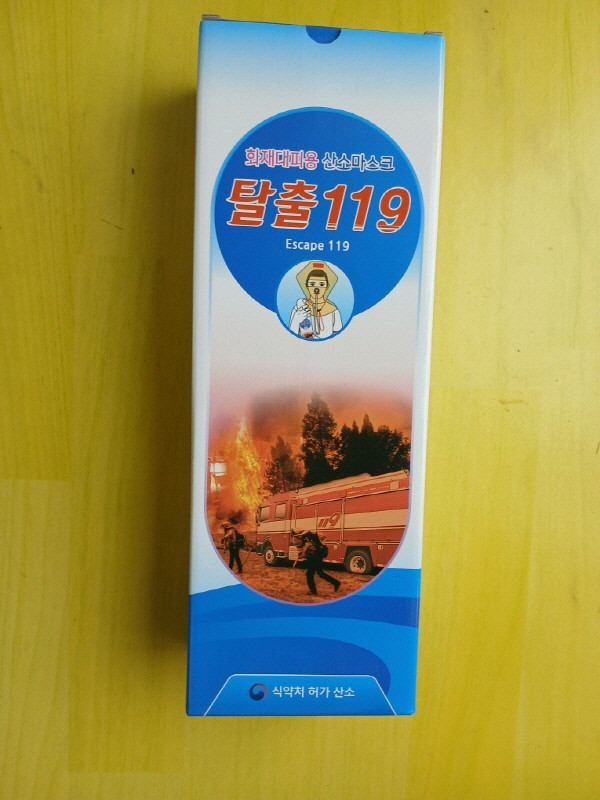 화재대피용 산소마스크
탈출119
Escape 119
119
식약처 허가 산소